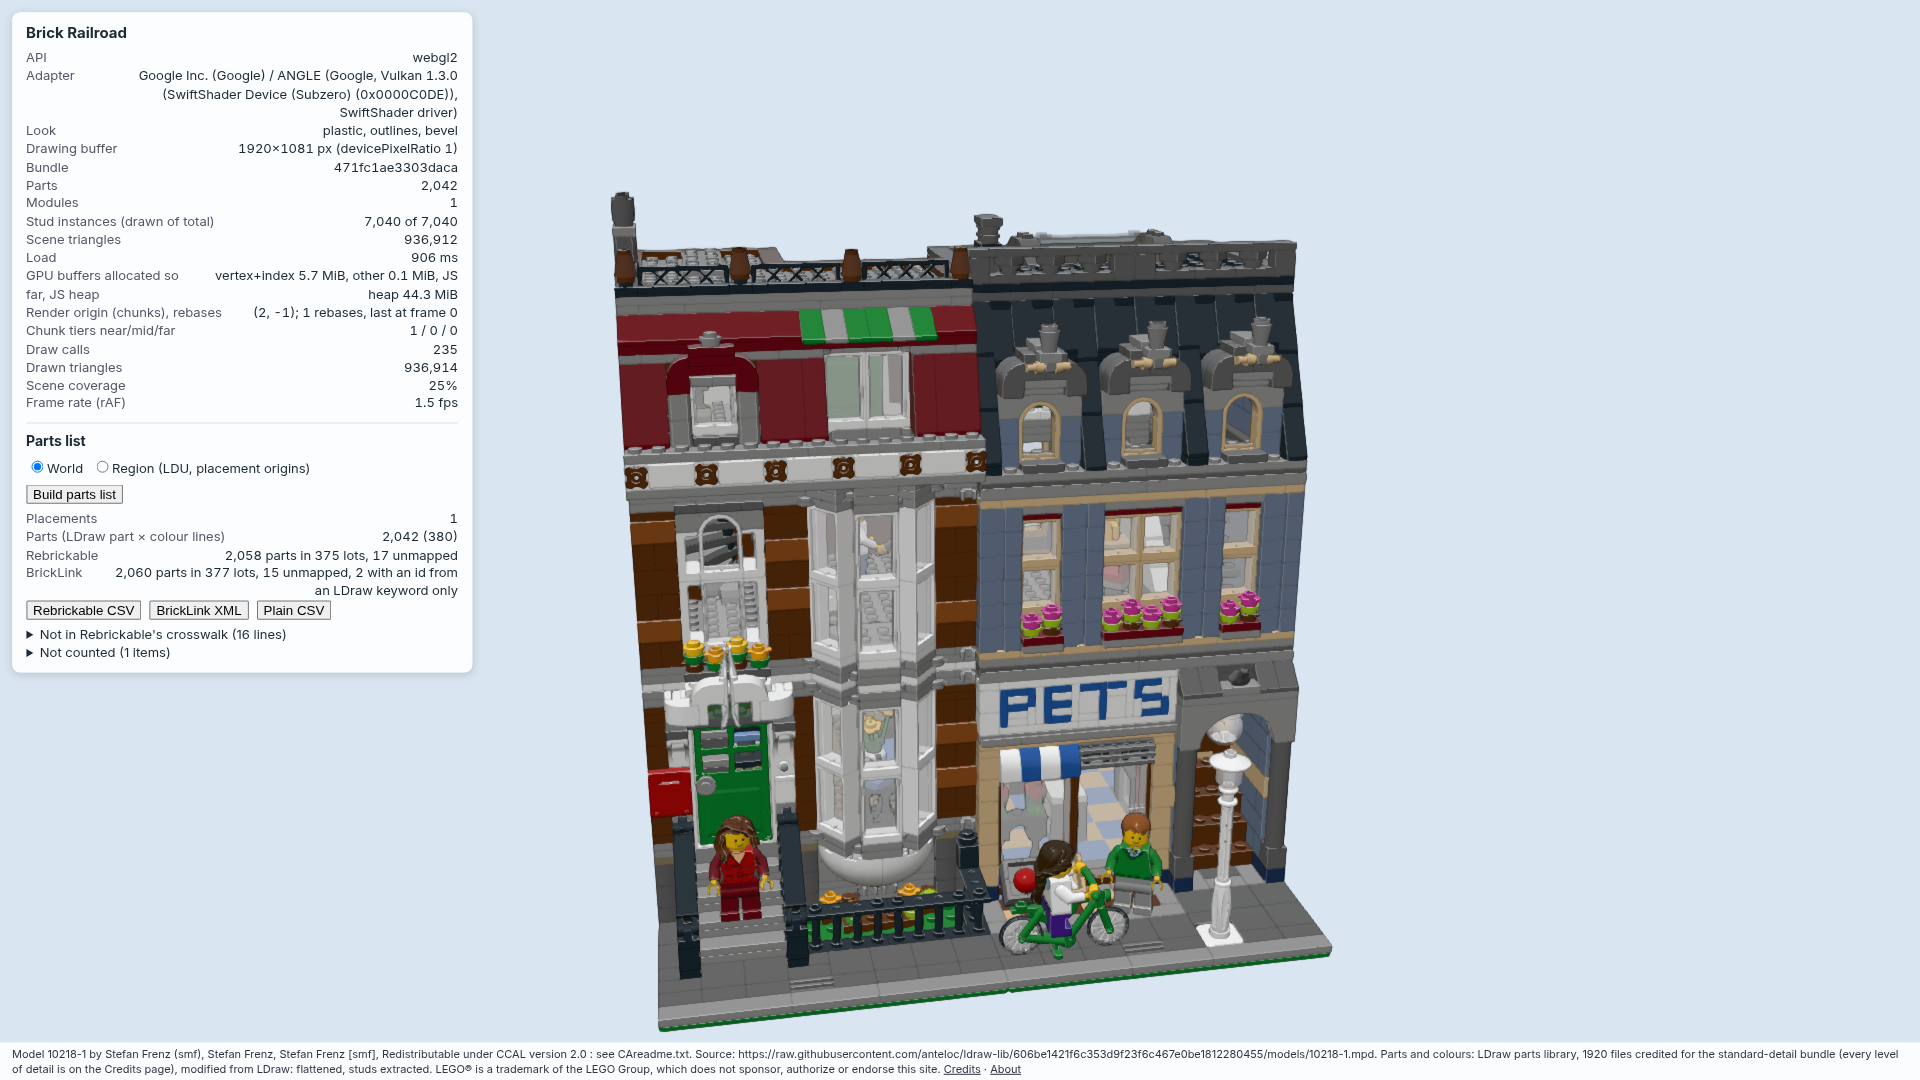 Brick Railroad
API webgl2
Adapter Google Inc. (Google) / ANGLE (Google, Vulkan 1.3.0
(SwiftShader Device (Subzero) (0x0000C0DE)),
SwiftShader driver)
Look plastic, outlines, bevel
Drawing buffer 1920×1081 px (devicePixelRatio 1)
Bundle 471fc1ae3303daca
Parts 2,042
Modules 1
Stud instances (drawn of total) 7,040 of 7,040
Scene triangles 936,912
Load 906 ms
GPU buffers allocated so vertex+index 5.7 MiB, other 0.1 MiB, JS
far, JS heap heap 44.3 MiB
Render origin (chunks), rebases (2, -1); 1 rebases, last at frame 0
Chunk tiers near/mid/far 1 / 0 / 0
Draw calls 235
Drawn triangles 936,914
Scene coverage 25%
Frame rate (rAF) 1.5 fps
Parts list
World Region (LDU, placement origins)
Build parts list
Placements 1
Parts (LDraw part × colour lines) 2,042 (380)
Rebrickable 2,058 parts in 375 lots, 17 unmapped
BrickLink 2,060 parts in 377 lots, 15 unmapped, 2 with an id from
an LDraw keyword only
Rebrickable CSV BrickLink XML Plain CSV
Not in Rebrickable's crosswalk (16 lines)
Not counted (1 items)
PETS
Model 10218-1 by Stefan Frenz (smf), Stefan Frenz, Stefan Frenz [smf], Redistributable under CCAL version 2.0 : see CAreadme.txt. Source: https://raw.githubusercontent.com/anteloc/ldraw-lib/606be1421f6c353d9f23f6c467e0be1812280455/models/10218-1.mpd. Parts and colours: LDraw parts library, 1920 files credited for the standard-detail bundle (every level
of detail is on the Credits page), modified from LDraw: flattened, studs extracted. LEGO® is a trademark of the LEGO Group, which does not sponsor, authorize or endorse this site. Credits · About